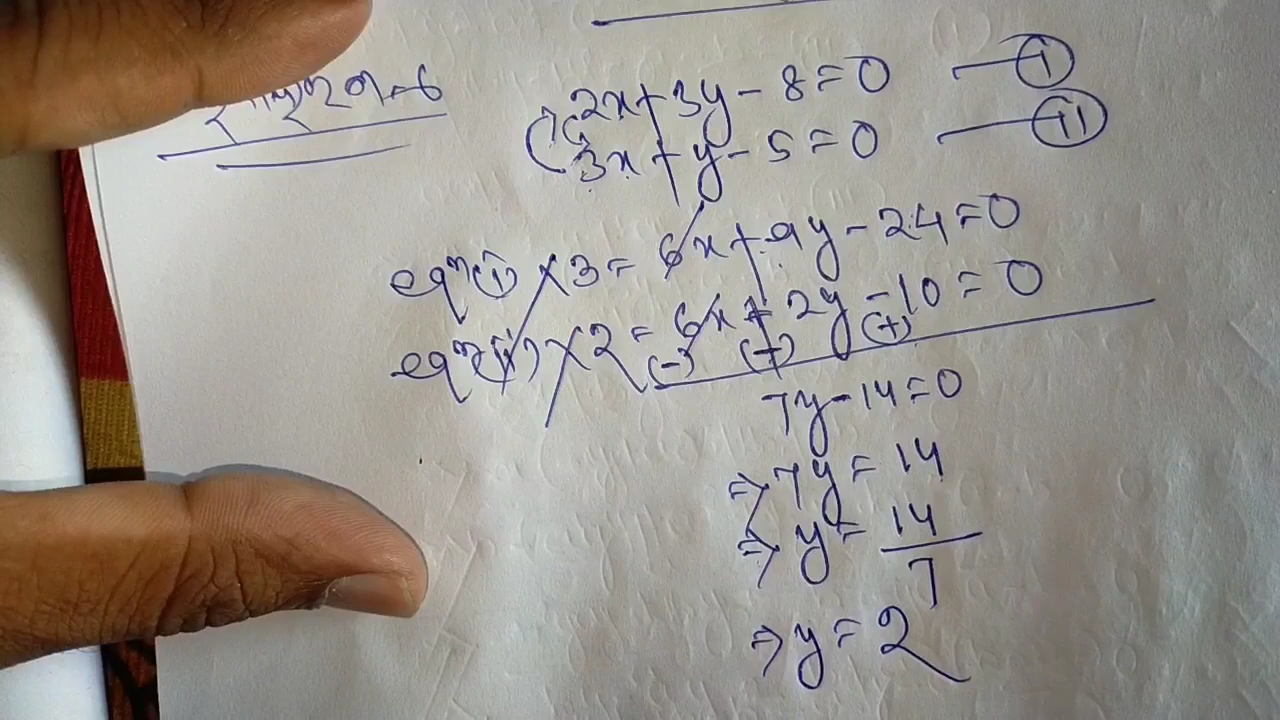 2x+3y-8=0 —(i)
3x+y-5=0 —(ii)
eqn(i)×3=6x+9y-24=0
eqn(ii)×2=6x+2y-10=0
(-) (-) (+)
7y-14=0
⇒7y=14
⇒y=14/7
⇒y=2